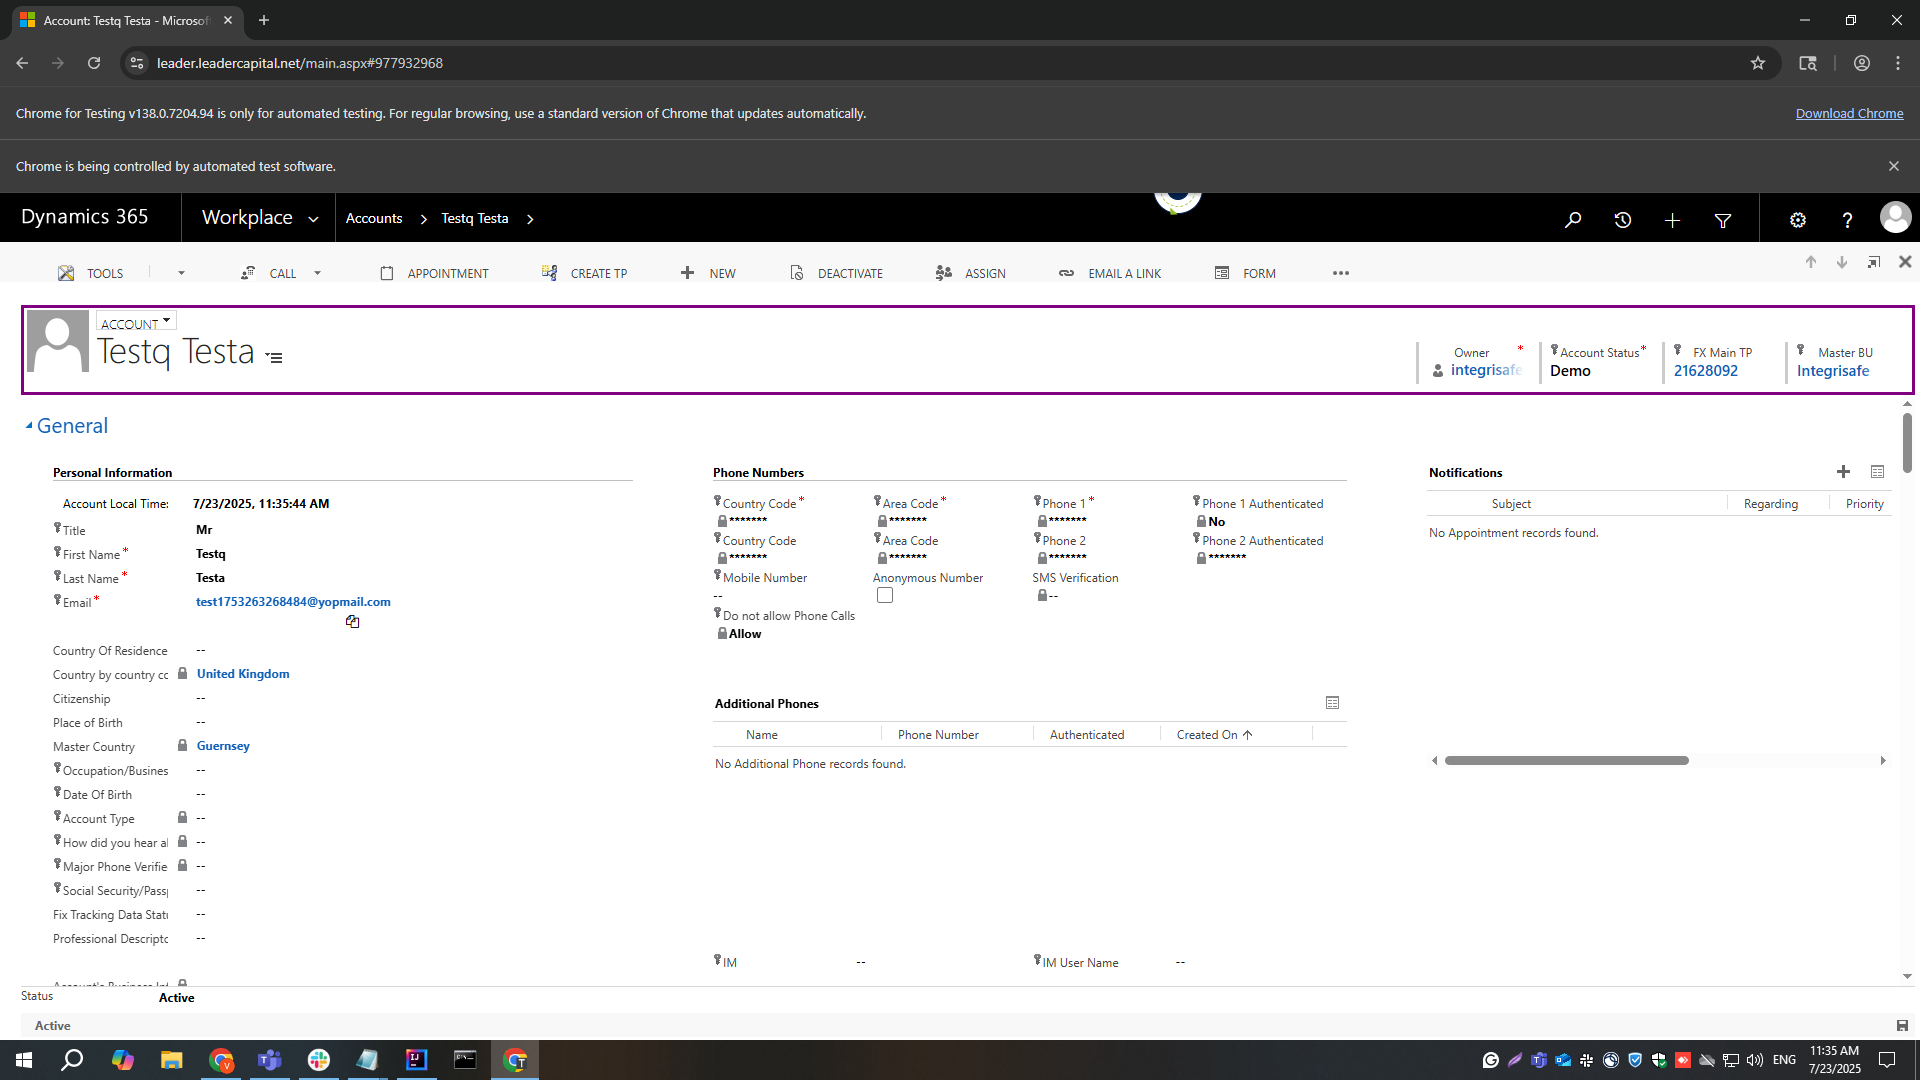 Account: Testq Testa - Microsof
leader.leadercapital.net/main.aspx#977932968
Chrome for Testing v138.0.7204.94 is only for automated testing. For regular browsing, use a standard version of Chrome that updates automatically.
Download Chrome
Chrome is being controlled by automated test software.
Dynamics 365
Workplace
Accounts
Testq Testa
TOOLS
CALL
APPOINTMENT
CREATE TP
NEW
DEACTIVATE
ASSIGN
EMAIL A LINK
FORM
ACCOUNT
Testq Testa
Owner *
integrisafe
Account Status *
Demo
FX Main TP
21628092
Master BU
Integrisafe
General
Personal Information
Account Local Time:
7/23/2025, 11:35:44 AM
Title
Mr
First Name *
Testq
Last Name *
Testa
Email *
test1753263268484@yopmail.com
Country Of Residence
--
Country by country cc
United Kingdom
Citizenship
--
Place of Birth
--
Master Country
Guernsey
Occupation/Busines
--
Date Of Birth
--
Account Type
--
How did you hear a
--
Major Phone Verifie
--
Social Security/Passp
--
Fix Tracking Data Statu
--
Professional Descripto
--
Phone Numbers
Country Code * Area Code * Phone 1 * Phone 1 Authenticated
******* ******* ******* No
Country Code Area Code Phone 2 Phone 2 Authenticated
******* ******* ******* *******
Mobile Number Anonymous Number SMS Verification
-- --
Do not allow Phone Calls
Allow
Additional Phones
Name Phone Number Authenticated Created On
No Additional Phone records found.
IM -- IM User Name --
Notifications
Subject Regarding Priority
No Appointment records found.
Status
Active
Active
ENG
11:35 AM
7/23/2025